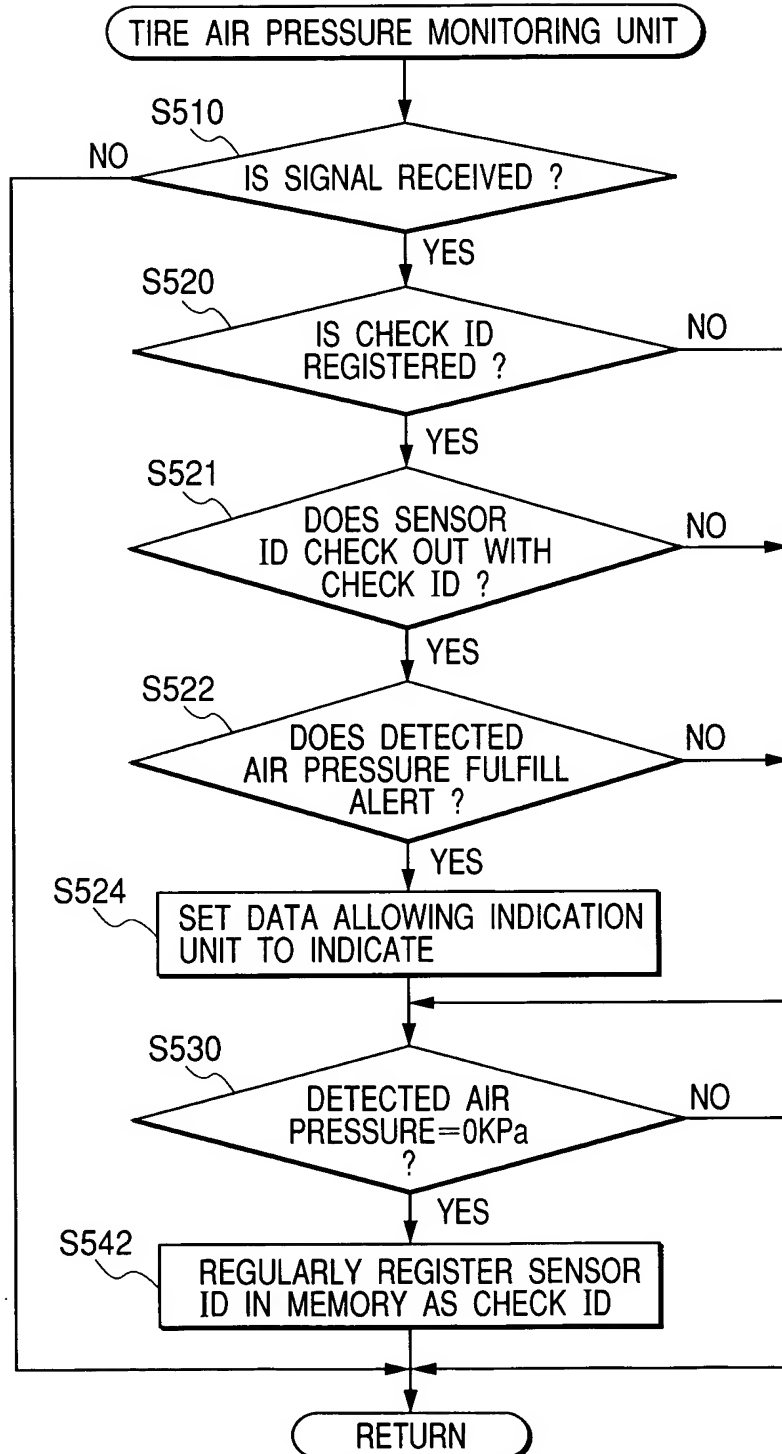 TIRE AIR PRESSURE MONITORING UNIT
S510
NO
IS SIGNAL RECEIVED ?
YES
S520
IS CHECK ID
REGISTERED ?
NO
YES
S521
DOES SENSOR
ID CHECK OUT WITH
CHECK ID ?
NO
YES
S522
DOES DETECTED
AIR PRESSURE FULFILL
ALERT ?
NO
YES
S524
SET DATA ALLOWING INDICATION
UNIT TO INDICATE
S530
DETECTED AIR
PRESSURE=0KPa
?
NO
YES
S542
REGULARLY REGISTER SENSOR
ID IN MEMORY AS CHECK ID
RETURN